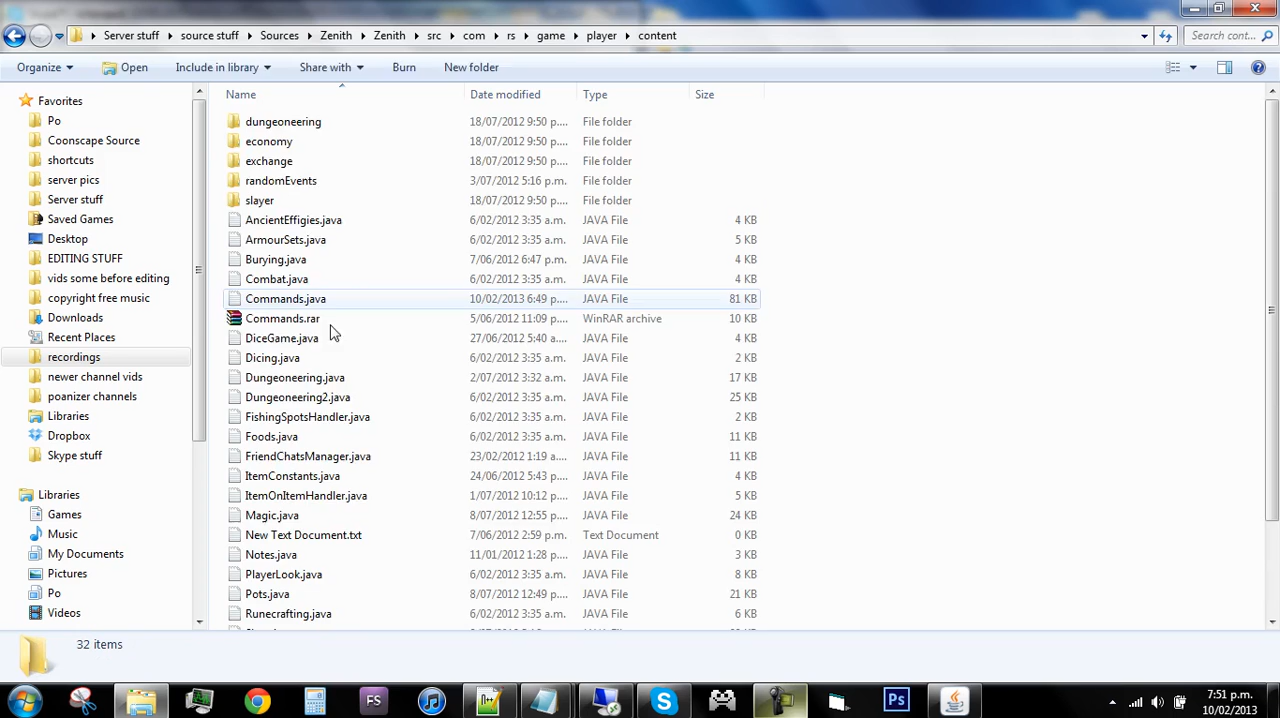 Server stuff source stuff Sources Zenith Zenith src com rs game player content
Search cont...
Organize Open Include in library Share with Burn New folder
Name Date modified Type Size
Favorites
Po
Coonscape Source
shortcuts
server pics
Server stuff
Saved Games
Desktop
EDITING STUFF
vids some before editing
copyright free music
Downloads
Recent Places
recordings
newer channel vids
poanizer channels
Libraries
Dropbox
Skype stuff
Libraries
Games
Music
My Documents
Pictures
Po
Videos
dungeoneering 18/07/2012 9:50 p.... File folder
economy 18/07/2012 9:50 p.... File folder
exchange 18/07/2012 9:50 p.... File folder
randomEvents 3/07/2012 5:16 p.m. File folder
slayer 18/07/2012 9:50 p.... File folder
AncientEffigies.java 6/02/2012 3:35 a.m. JAVA File 4 KB
ArmourSets.java 6/02/2012 3:35 a.m. JAVA File 5 KB
Burying.java 7/06/2012 6:47 p.m. JAVA File 4 KB
Combat.java 6/02/2012 3:35 a.m. JAVA File 4 KB
Commands.java 10/02/2013 6:49 p.... JAVA File 81 KB
Commands.rar 5/06/2012 11:09 p.... WinRAR archive 10 KB
DiceGame.java 27/06/2012 5:40 a.... JAVA File 4 KB
Dicing.java 6/02/2012 3:35 a.m. JAVA File 2 KB
Dungeoneering.java 2/07/2012 3:32 a.m. JAVA File 17 KB
Dungeoneering2.java 6/02/2012 3:35 a.m. JAVA File 25 KB
FishingSpotsHandler.java 6/02/2012 3:35 a.m. JAVA File 2 KB
Foods.java 6/02/2012 3:35 a.m. JAVA File 11 KB
FriendChatsManager.java 23/02/2012 1:19 a.... JAVA File 11 KB
ItemConstants.java 24/06/2012 5:43 p.... JAVA File 4 KB
ItemOnItemHandler.java 1/07/2012 10:12 p.... JAVA File 5 KB
Magic.java 8/07/2012 12:55 p.... JAVA File 24 KB
New Text Document.txt 7/06/2012 2:59 p.m. Text Document 0 KB
Notes.java 11/01/2012 1:28 p.... JAVA File 3 KB
PlayerLook.java 6/02/2012 3:35 a.m. JAVA File 8 KB
Pots.java 8/07/2012 12:49 p.... JAVA File 21 KB
Runecrafting.java 6/02/2012 3:35 a.m. JAVA File 6 KB
32 items
FS
Ps
7:51 p.m.
10/02/2013